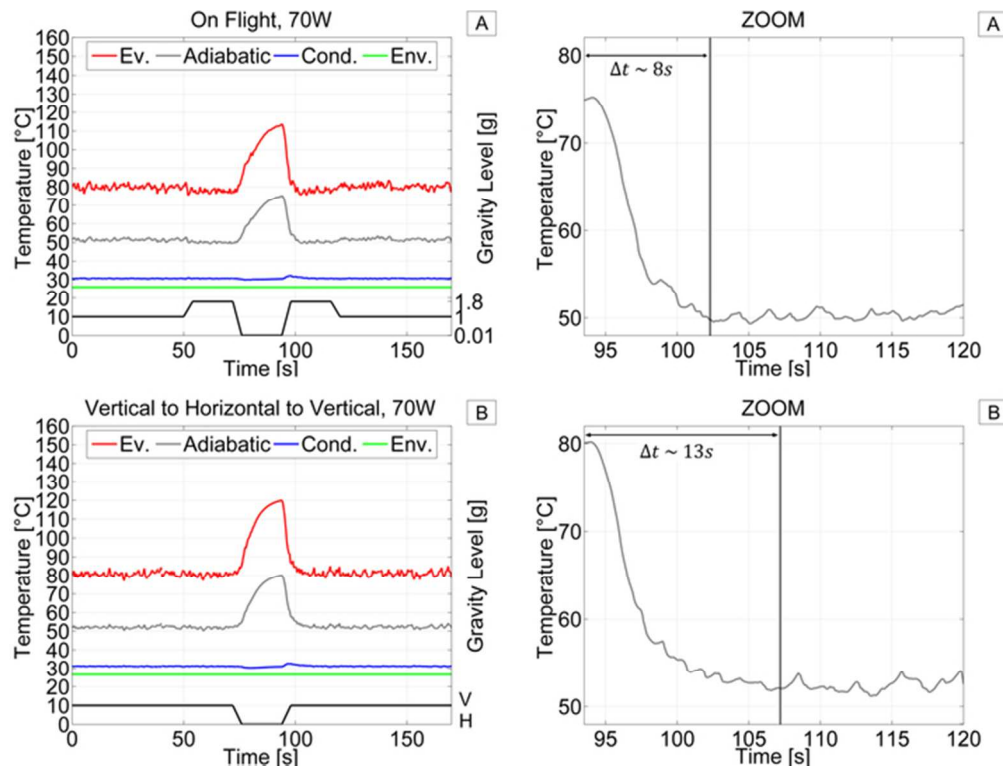 On Flight, 70W
A
Ev. Adiabatic Cond. Env.
Temperature [°C]
160
150
140
130
120
110
100
90
80
70
60
50
40
30
20
10
0
Gravity Level [g]
1.8
1
0.01
0 50 100 150
Time [s]
ZOOM
A
Δt ~ 8s
Temperature [°C]
80
70
60
50
95 100 105 110 115 120
Time [s]
Vertical to Horizontal to Vertical, 70W
B
Ev. Adiabatic Cond. Env.
Temperature [°C]
160
150
140
130
120
110
100
90
80
70
60
50
40
30
20
10
0
Gravity Level [g]
V
H
0 50 100 150
Time [s]
ZOOM
B
Δt ~ 13s
Temperature [°C]
80
70
60
50
95 100 105 110 115 120
Time [s]